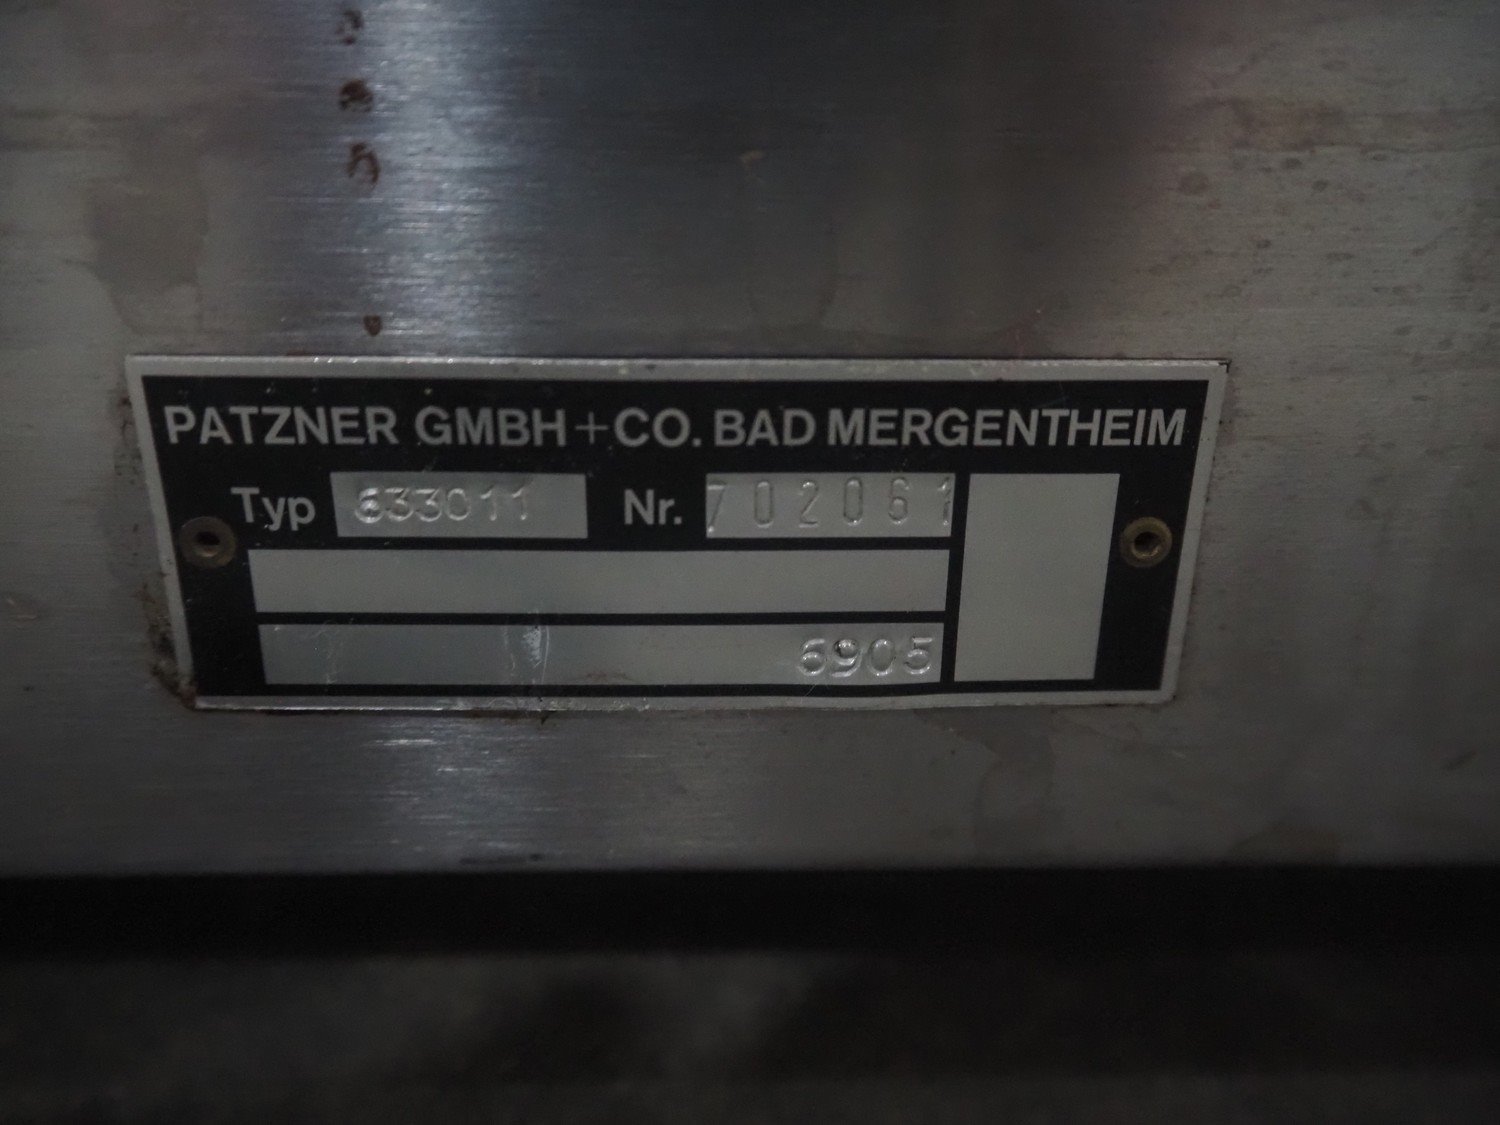 PATZNER GMBH+CO. BAD MERGENTHEIM
Typ 633011 Nr. 702061
6905